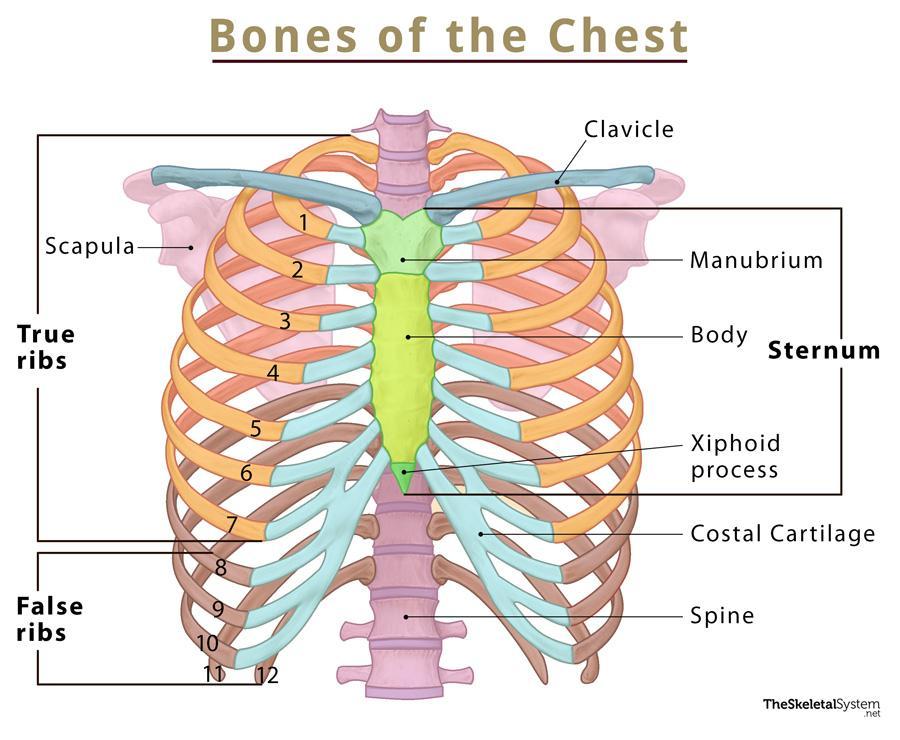 Bones of the Chest
Clavicle
Scapula
Manubrium
Body
Sternum
Xiphoid
process
Costal Cartilage
Spine
True
ribs
False
ribs
1
2
3
4
5
6
7
8
9
10
11
12
TheSkeletalSystem
.net